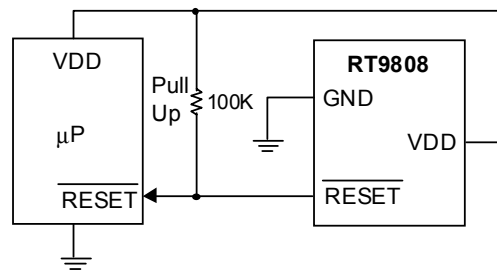 VDD
μP
RESET
Pull
Up
100K
RT9808
GND
VDD
RESET